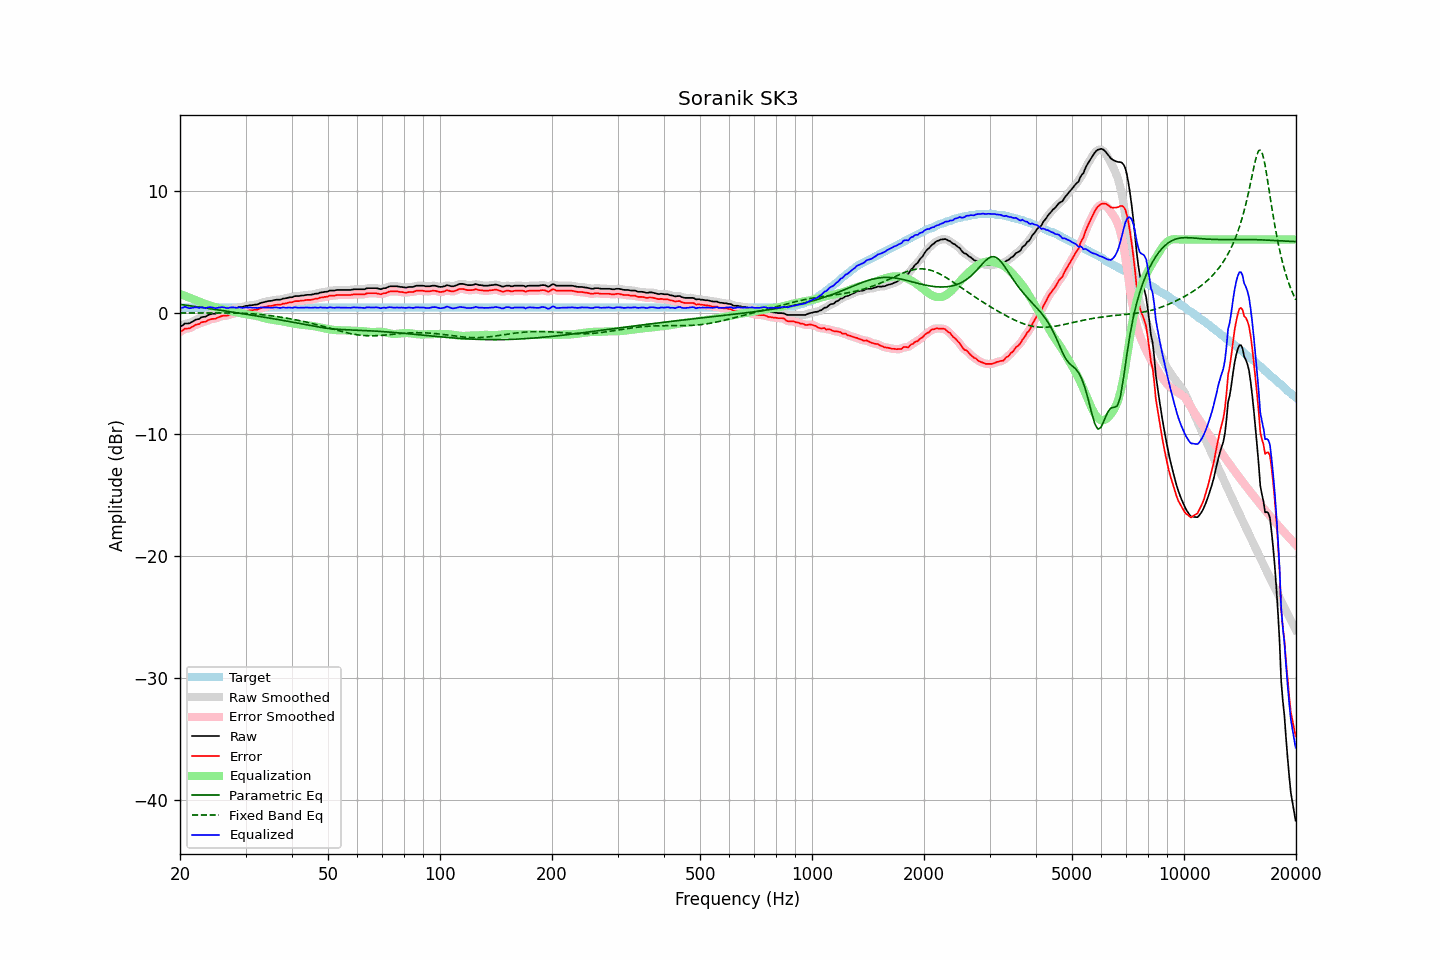 Soranik SK3
Amplitude (dBr)
10
0
−10
−20
−30
−40
Target
Raw Smoothed
Error Smoothed
Raw
Error
Equalization
Parametric Eq
Fixed Band Eq
Equalized
20 50 100 200 500 1000 2000 5000 10000 20000
Frequency (Hz)